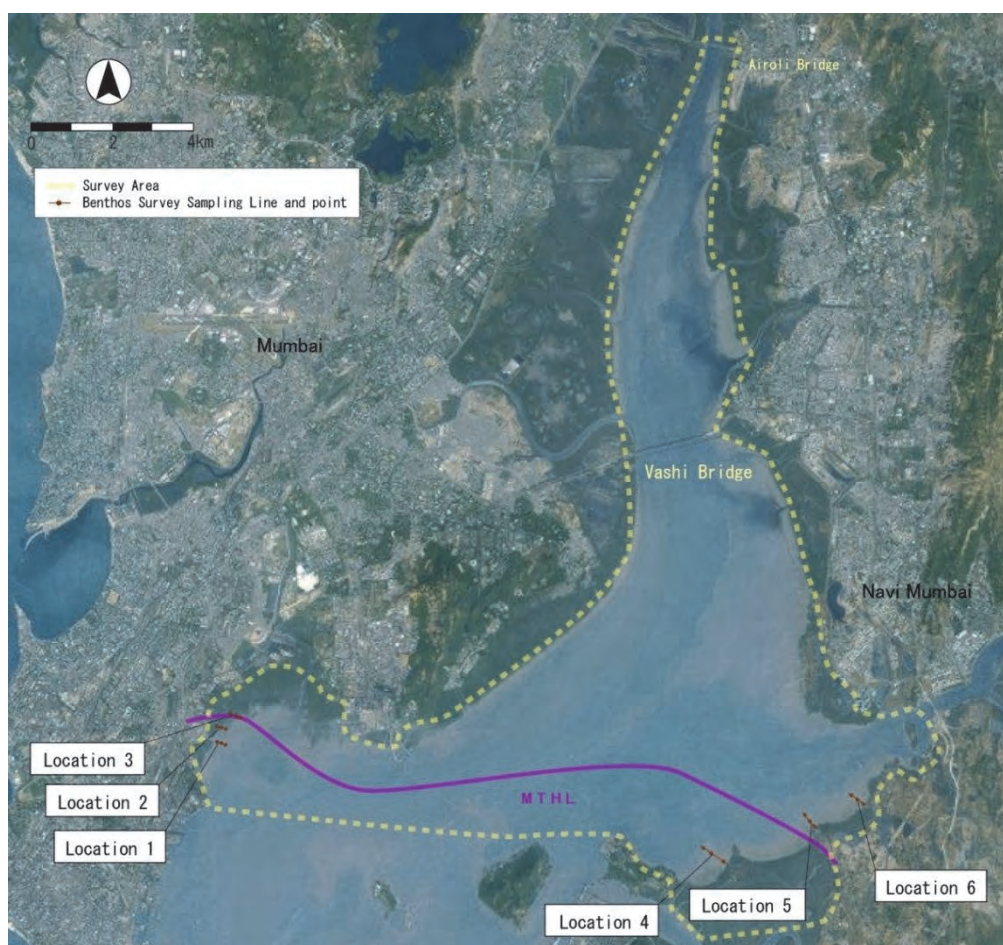 Airoli Bridge
0 2 4km
Survey Area
Benthos Survey Sampling Line and point
Mumbai
Vashi Bridge
Navi Mumbai
Location 3
Location 2
MTHL
Location 1
Location 6
Location 5
Location 4